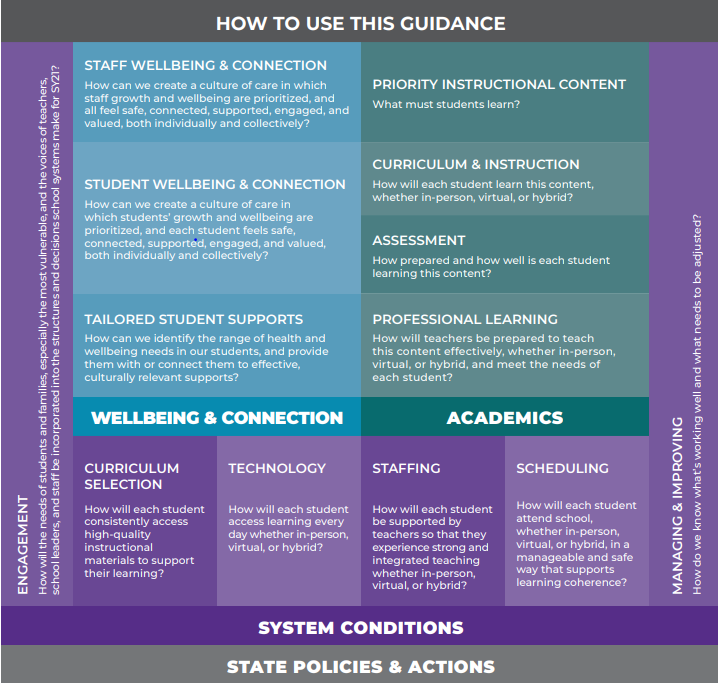 HOW TO USE THIS GUIDANCE
ENGAGEMENT
How will the needs of students and families, especially the most vulnerable, and the voices of teachers,
school leaders, and staff be incorporated into the structures and decisions school systems make for SY21?
STAFF WELLBEING & CONNECTION
How can we create a culture of care in which
staff growth and wellbeing are prioritized, and
all feel safe, connected, supported, engaged, and
valued, both individually and collectively?
STUDENT WELLBEING & CONNECTION
How can we create a culture of care in
which students’ growth and wellbeing are
prioritized, and each student feels safe,
connected, supported, engaged, and valued,
both individually and collectively?
TAILORED STUDENT SUPPORTS
How can we identify the range of health and
wellbeing needs in our students, and provide
them with or connect them to effective,
culturally relevant supports?
WELLBEING & CONNECTION
PRIORITY INSTRUCTIONAL CONTENT
What must students learn?
CURRICULUM & INSTRUCTION
How will each student learn this content,
whether in-person, virtual, or hybrid?
ASSESSMENT
How prepared and how well is each student
learning this content?
PROFESSIONAL LEARNING
How will teachers be prepared to teach
this content effectively, whether in-person,
virtual, or hybrid, and meet the needs of
each student?
ACADEMICS
CURRICULUM
SELECTION
How will each student
consistently access
high-quality
instructional
materials to support
their learning?
TECHNOLOGY
How will each student
access learning every
day whether in-person,
virtual, or hybrid?
STAFFING
How will each student
be supported by
teachers so that they
experience strong and
integrated teaching
whether in-person,
virtual, or hybrid?
SCHEDULING
How will each student
attend school,
whether in-person,
virtual, or hybrid, in a
manageable and safe
way that supports
learning coherence?
MANAGING & IMPROVING
How do we know what’s working well and what needs to be adjusted?
SYSTEM CONDITIONS
STATE POLICIES & ACTIONS